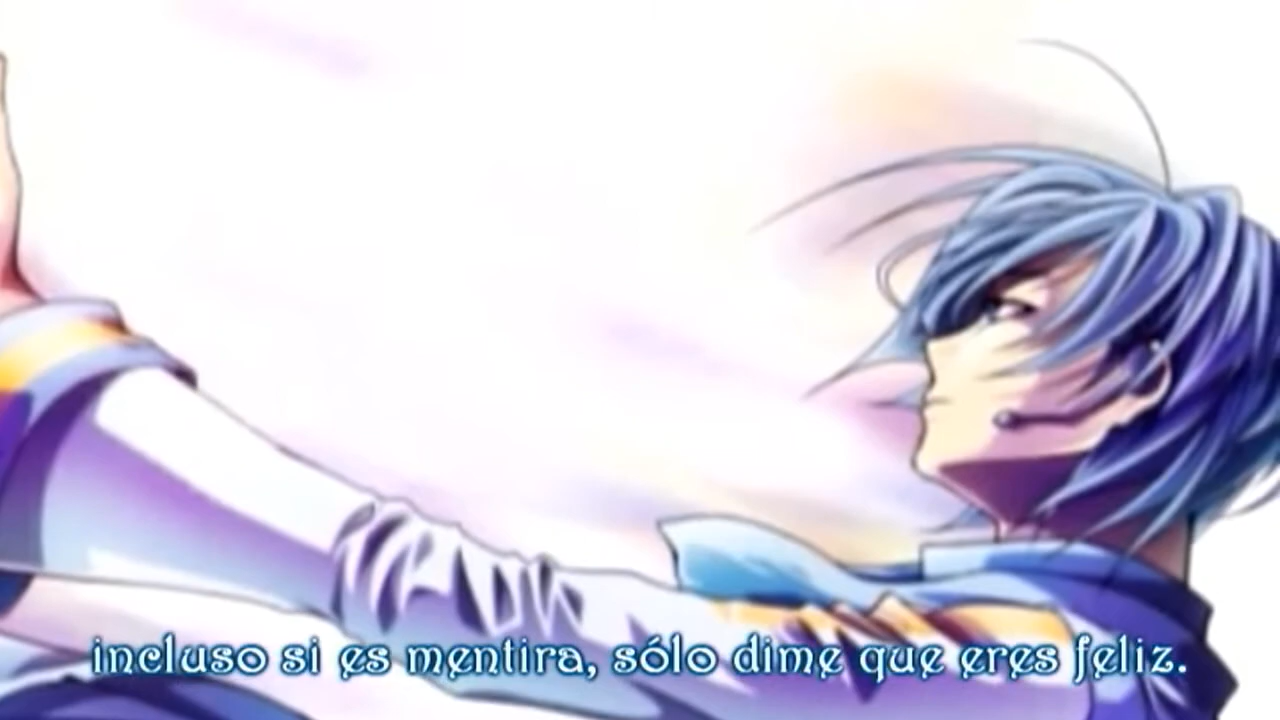 incluso si es mentira, sólo dime que eres feliz.